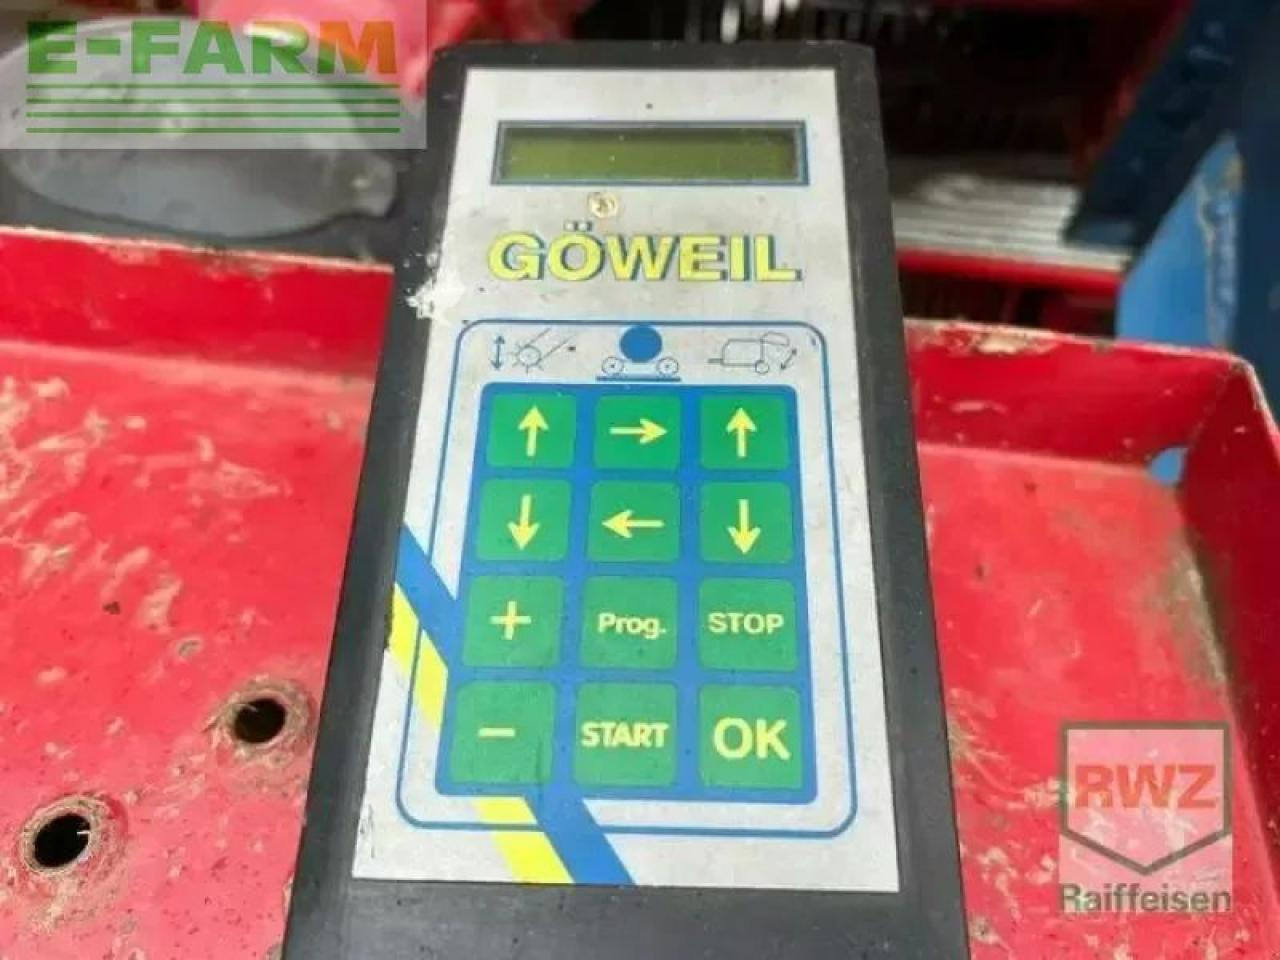 E-FARM
GÖWEIL
+ Prog. STOP
- START OK
RWZ
Raiffeisen